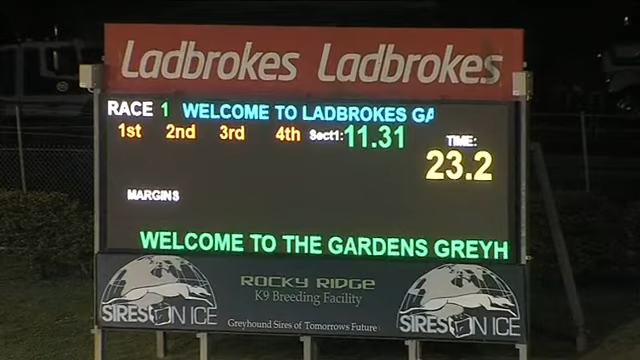 Ladbrokes Ladbrokes
RACE 1 WELCOME TO LADBROKES GA
1st 2nd 3rd 4th Sect1: 11.31
TIME:
23.2
MARGINS
WELCOME TO THE GARDENS GREYH
ROCKY RIDGE
K9 Breeding Facility
SIRES ON ICE SIRES ON ICE
Greyhound Sires of Tomorrows Future